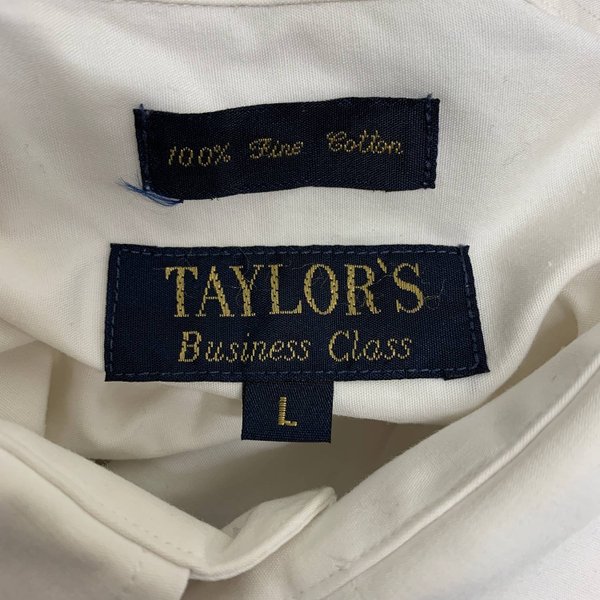 100% Fine Cotton
TAYLOR'S
Business Class
L